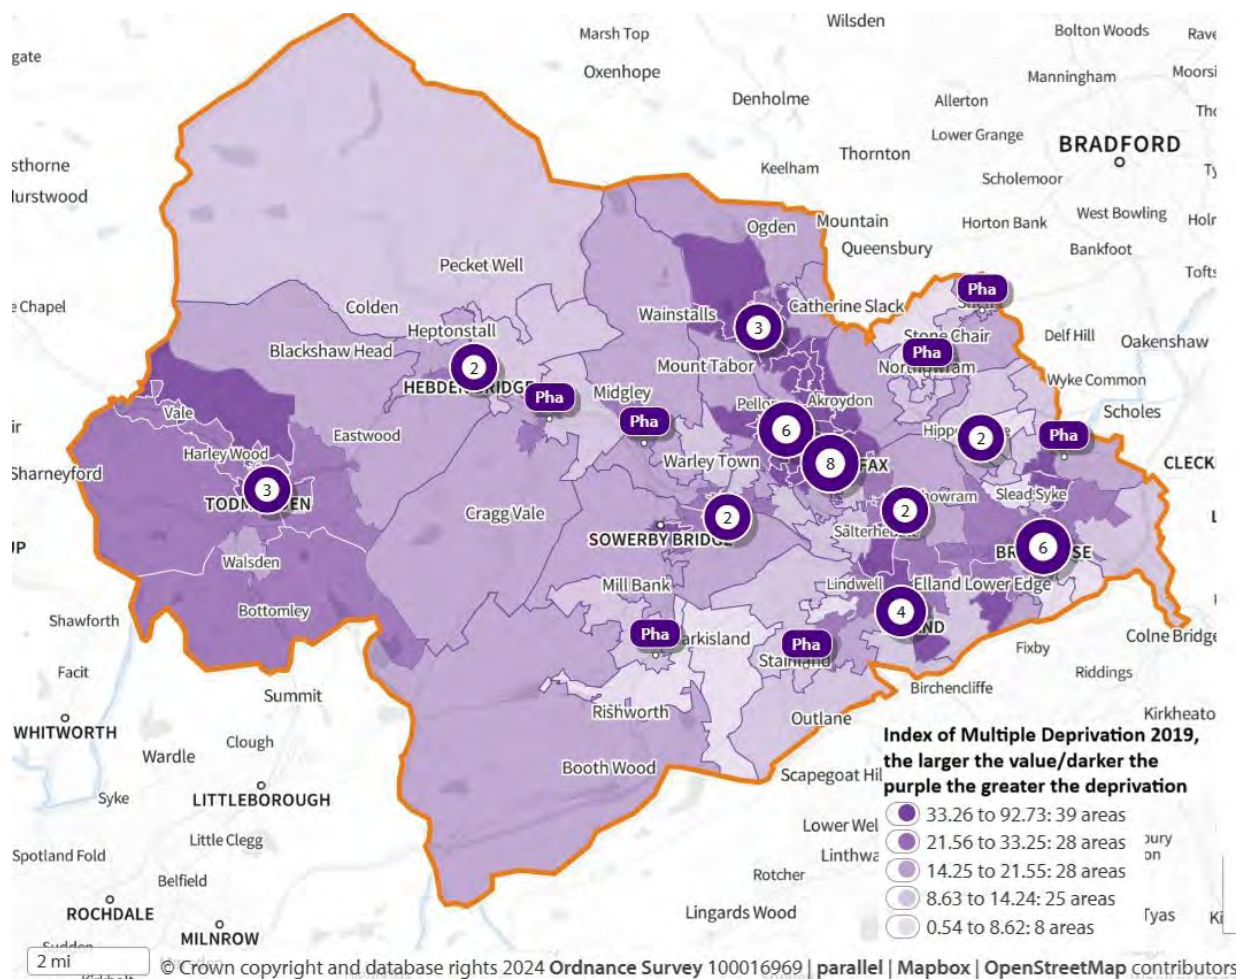 Wilsden
Marsh Top
Bolton Woods
gate
Oxenhope
Manningham
Denholme
Allerton
Lower Grange
BRADFORD
sthorne
Keelham
Thornton
Scholemoor
Ogden
Mountain
Horton Bank
West Bowling
Queensbury
Bankfoot
Pecket Well
Pha
e Chapel
Colden
Wainstalls
Catherine Slack
Heptonstall
3
Stone Chair
Delf Hill
Oakenshaw
Blackshaw Head
2
Mount Tabor
Pha
Wyke Common
Pha
Midgley
Akroydon
Scholes
Vale
Pha
6
2
Pha
Eastwood
Harley Wood
Warley Town
8
CLECK
Sharneyford
3
Slead Syke
Cragg Vale
2
2
SOWERBY BRIDGE
6
Walsden
Mill Bank
Lindwell
Elland Lower Edge
Bottomley
4
Shawforth
Pha
Pha
Colne Bridge
Fixby
Facit
Stainland
Riddings
Summit
Birchencliffe
Rishworth
Outlane
WHITWORTH
Clough
Wardle
Booth Wood
Scapegoat Hil
Syke
LITTLEBOROUGH
Little Clegg
Lower Wel
Spotland Fold
Linthwa
Belfield
Rotcher
ROCHDALE
Lingards Wood
MILNROW
Index of Multiple Deprivation 2019,
the larger the value/darker the
purple the greater the deprivation
33.26 to 92.73: 39 areas
21.56 to 33.25: 28 areas
14.25 to 21.55: 28 areas
8.63 to 14.24: 25 areas
0.54 to 8.62: 8 areas
2 mi
© Crown copyright and database rights 2024 Ordnance Survey 100016969 | parallel | Mapbox | OpenStreetMap contributors